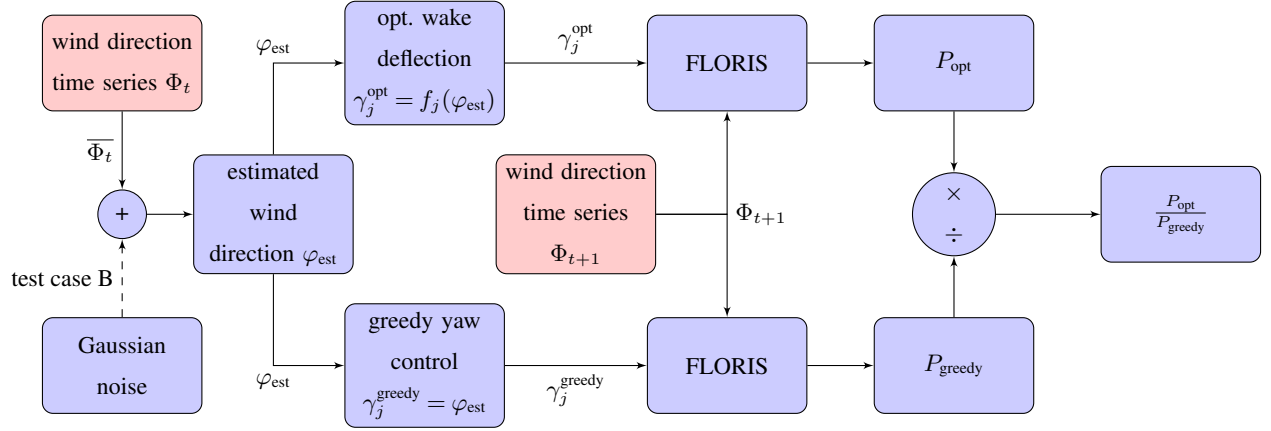 wind direction
time series Φ_t
\overline{Φ_t}
+
test case B
Gaussian
noise
estimated
wind
direction φ_est
φ_est
φ_est
opt. wake
deflection
γ_j^opt = f_j(φ_est)
greedy yaw
control
γ_j^greedy = φ_est
γ_j^opt
γ_j^greedy
wind direction
time series
Φ_{t+1}
FLORIS
Φ_{t+1}
FLORIS
P_opt
×
÷
P_greedy
P_opt
P_greedy